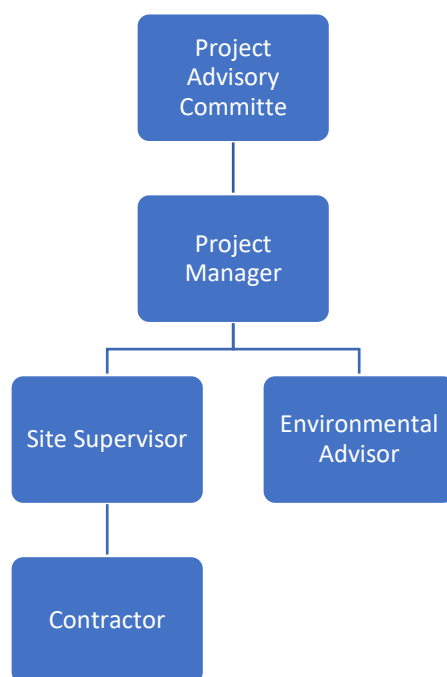 Project
Advisory
Committe
Project
Manager
Site Supervisor
Environmental
Advisor
Contractor